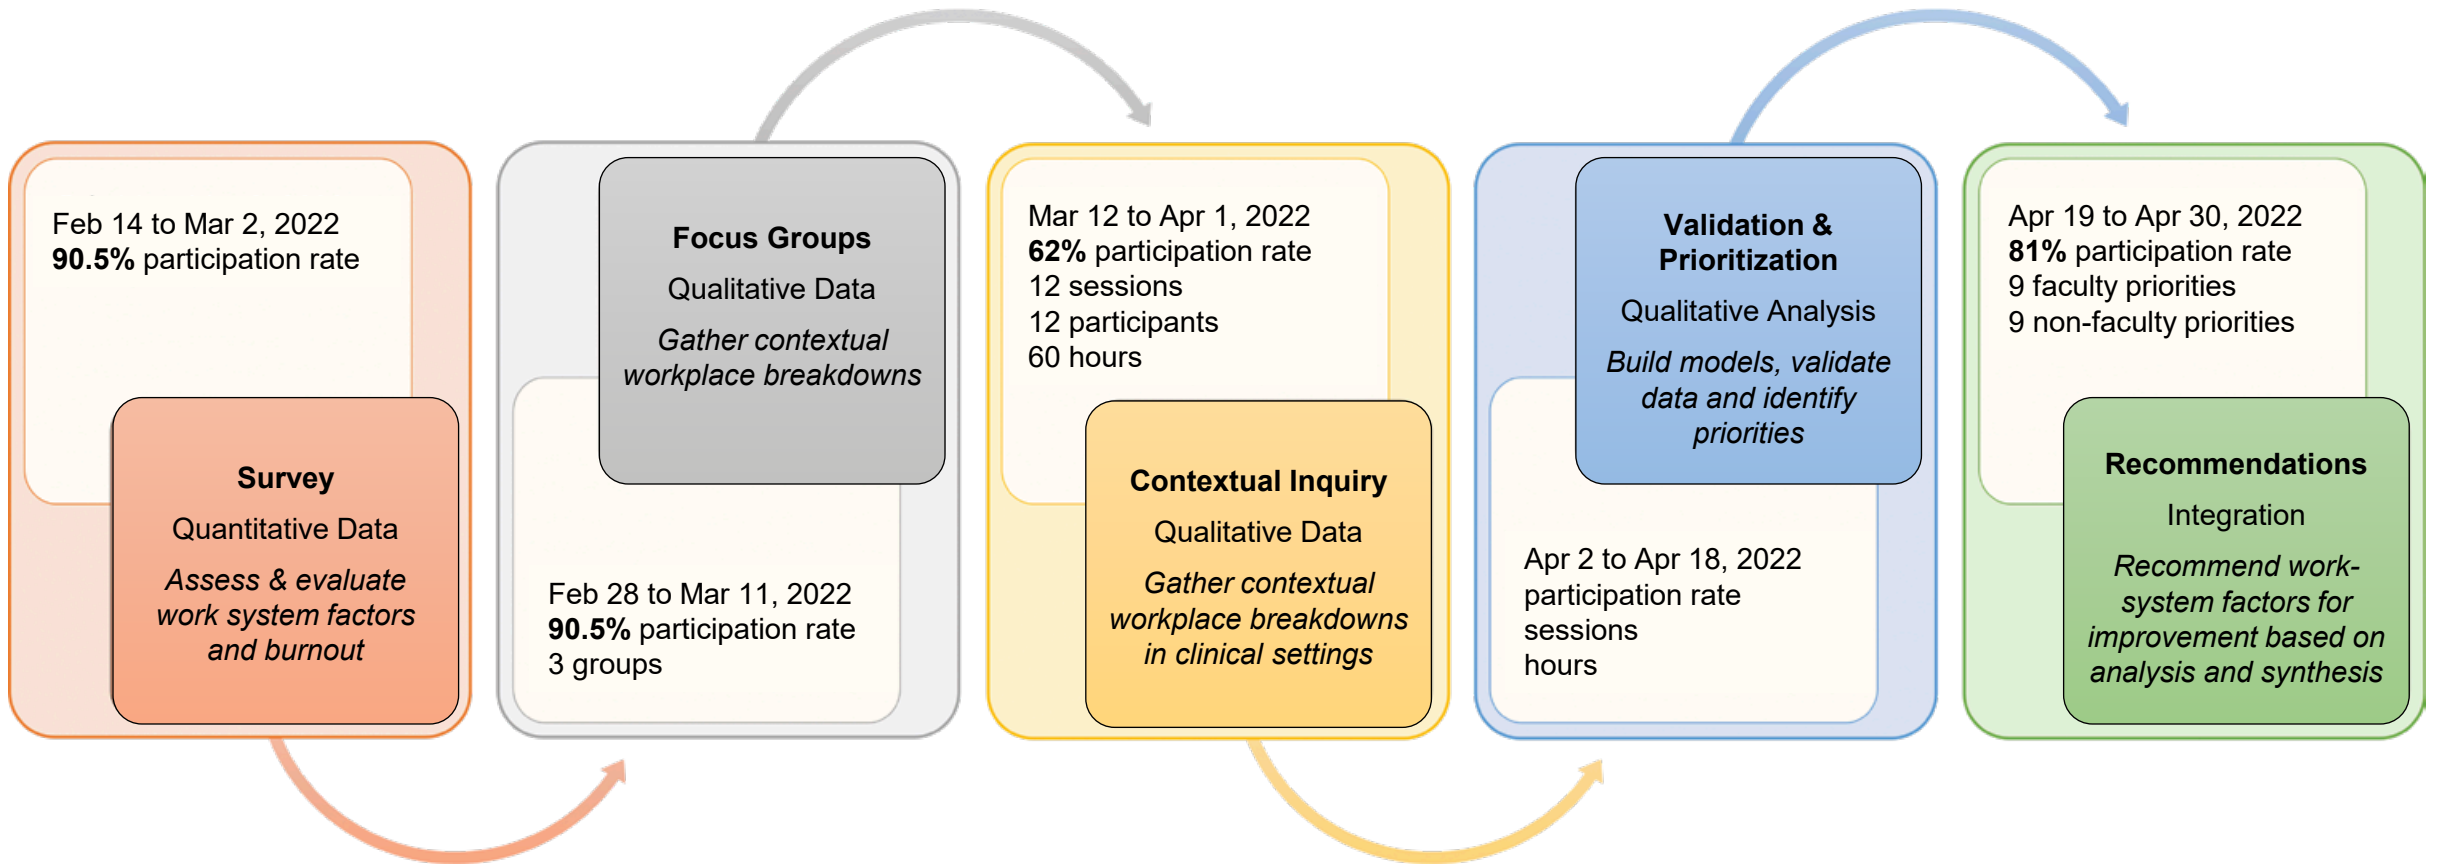 Feb 14 to Mar 2, 2022
90.5% participation rate
Survey
Quantitative Data
Assess & evaluate
work system factors
and burnout
Focus Groups
Qualitative Data
Gather contextual
workplace breakdowns
Feb 28 to Mar 11, 2022
90.5% participation rate
3 groups
Mar 12 to Apr 1, 2022
62% participation rate
12 sessions
12 participants
60 hours
Contextual Inquiry
Qualitative Data
Gather contextual
workplace breakdowns
in clinical settings
Validation &
Prioritization
Qualitative Analysis
Build models, validate
data and identify
priorities
Apr 2 to Apr 18, 2022
participation rate
sessions
hours
Apr 19 to Apr 30, 2022
81% participation rate
9 faculty priorities
9 non-faculty priorities
Recommendations
Integration
Recommend work-
system factors for
improvement based on
analysis and synthesis